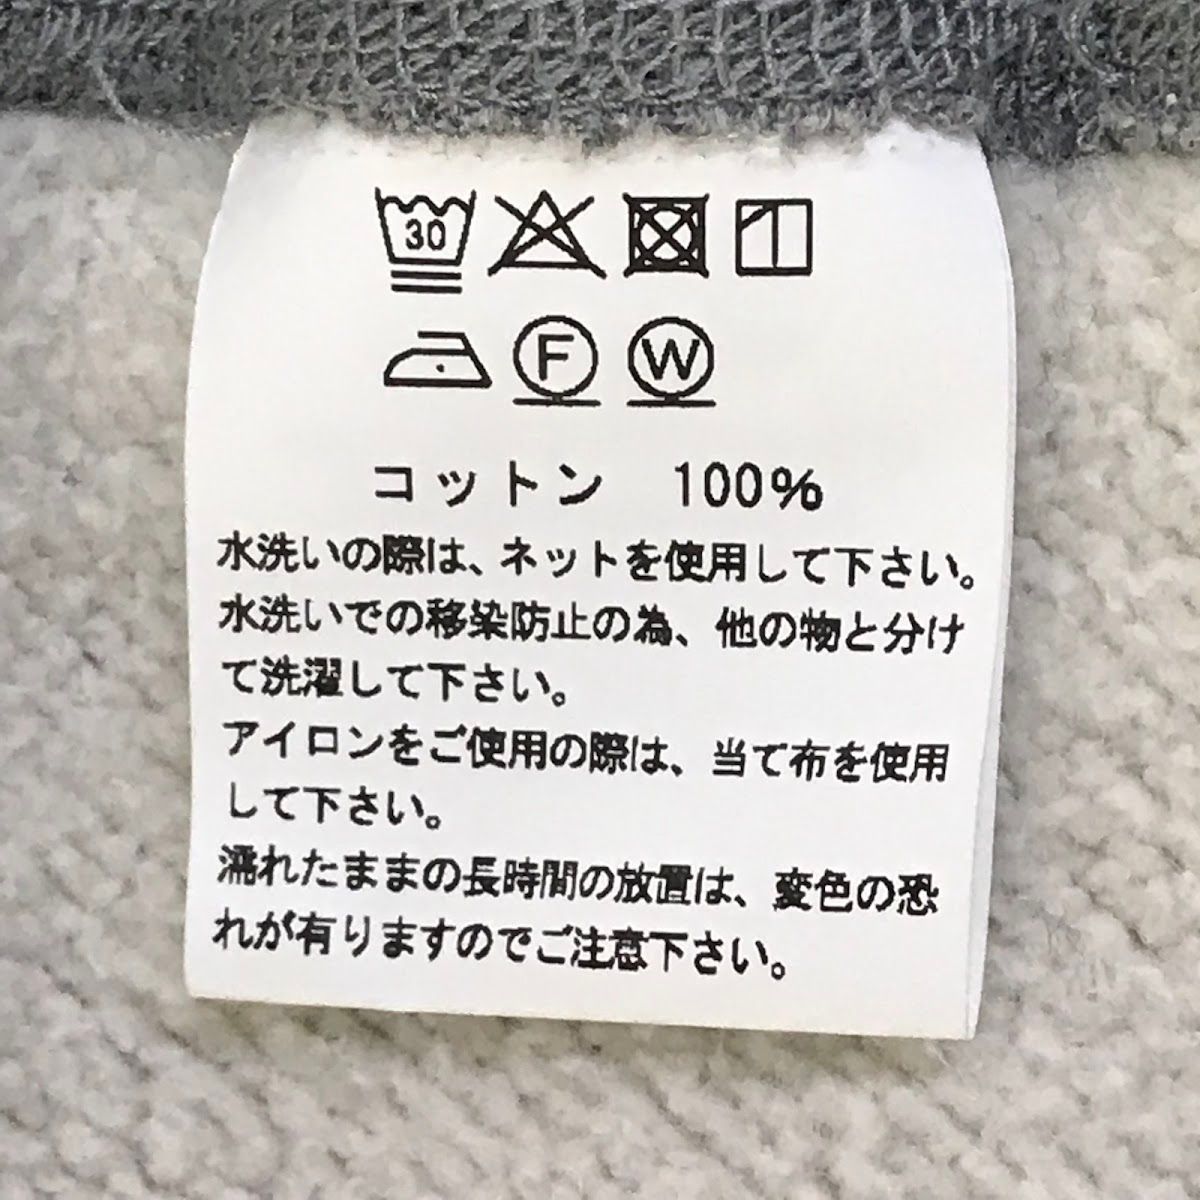 30
F W
コットン 100%
水洗いの際は、ネットを使用して下さい。
水洗いでの移染防止の為、他の物と分け
て洗濯して下さい。
アイロンをご使用の際は、当て布を使用
して下さい。
濡れたままの長時間の放置は、変色の恐
れが有りますのでご注意下さい。